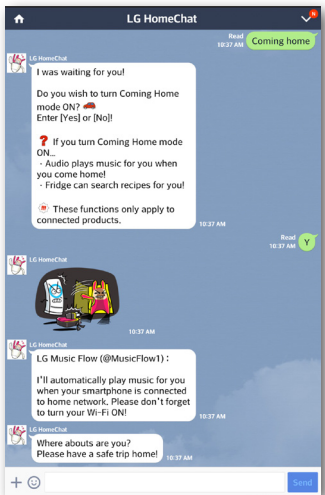 LG HomeChat
N
Read
10:37 AM
Coming home
LG HomeChat
I was waiting for you!
Do you wish to turn Coming Home
mode ON?
Enter [Yes] or [No]!
? If you turn Coming Home mode
ON...
· Audio plays music for you when
you come home!
· Fridge can search recipes for you!
These functions only apply to
connected products.
10:37 AM
Read
10:37 AM
Y
LG HomeChat
10:37 AM
LG HomeChat
LG Music Flow (@MusicFlow1) :
I'll automatically play music for you
when your smartphone is connected
to home network. Please don't forget
to turn your Wi-Fi ON!
10:37 AM
LG HomeChat
Where abouts are you?
Please have a safe trip home!
10:37 AM
Send